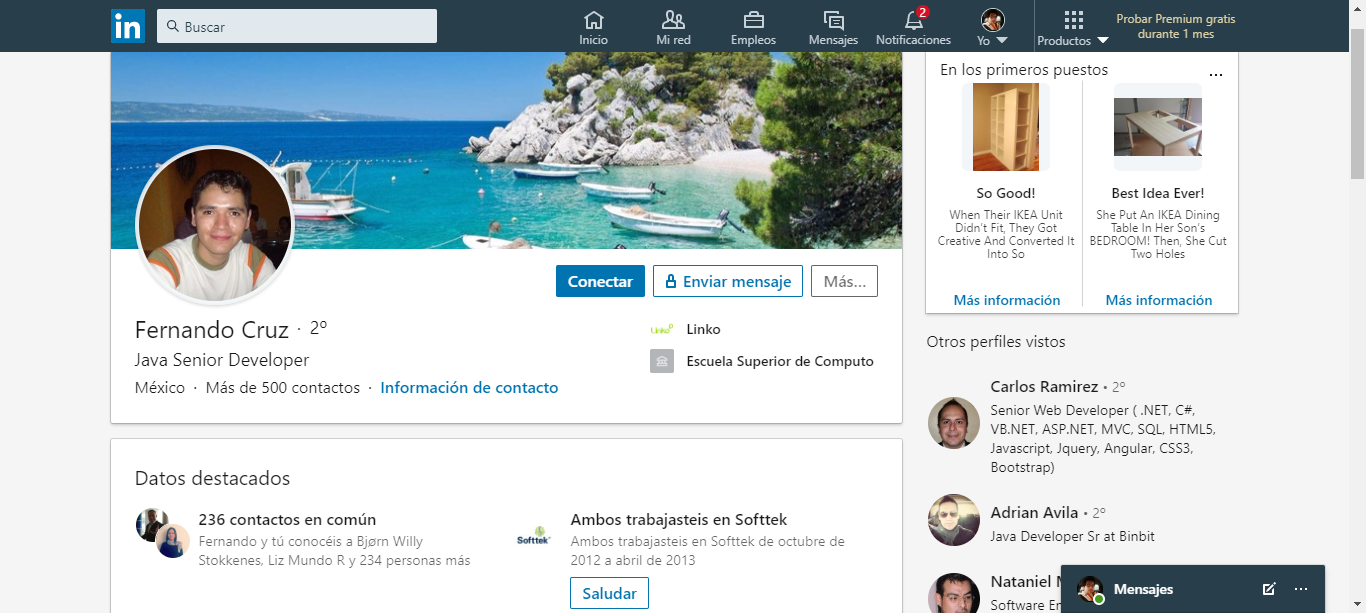 in
Buscar
Inicio
Mi red
Empleos
Mensajes
2
Notificaciones
Yo
Productos
Probar Premium gratis
durante 1 mes
Conectar
Enviar mensaje
Más...
Fernando Cruz · 2º
Java Senior Developer
México · Más de 500 contactos · Información de contacto
Linko
Linko
Escuela Superior de Computo
Datos destacados
236 contactos en común
Fernando y tú conocéis a Bjørn Willy
Stokkenes, Liz Mundo R y 234 personas más
Softtek
Ambos trabajasteis en Softtek
Ambos trabajasteis en Softtek de octubre de
2012 a abril de 2013
Saludar
En los primeros puestos
...
So Good!
When Their IKEA Unit
Didn't Fit, They Got
Creative And Converted It
Into So
Más información
Best Idea Ever!
She Put An IKEA Dining
Table In Her Son's
BEDROOM! Then, She Cut
Two Holes
Más información
Otros perfiles vistos
Carlos Ramirez • 2º
Senior Web Developer ( .NET, C#,
VB.NET, ASP.NET, MVC, SQL, HTML5,
Javascript, Jquery, Angular, CSS3,
Bootstrap)
Adrian Avila • 2º
Java Developer Sr at Binbit
Nataniel
Software
Mensajes